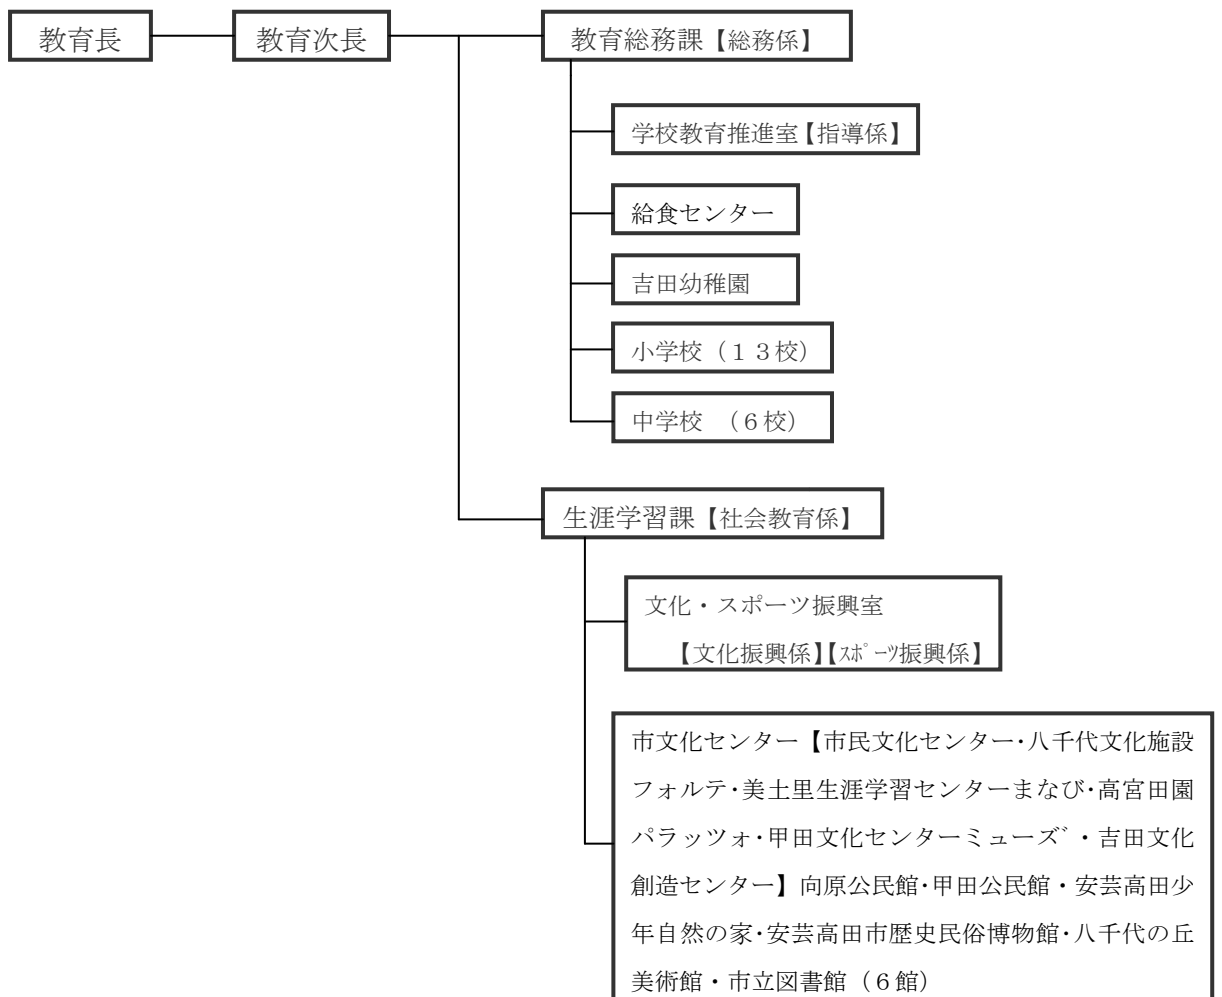 教育長
教育次長
教育総務課【総務係】
学校教育推進室【指導係】
給食センター
吉田幼稚園
小学校（１３校）
中学校　（６校）
生涯学習課【社会教育係】
文化・スポーツ振興室
【文化振興係】【ｽﾎﾟｰﾂ振興係】
市文化センター【市民文化センター・八千代文化施設
フォルテ・美土里生涯学習センターまなび・高宮田園
パラッツォ・甲田文化センターミューズ゛・吉田文化
創造センター】向原公民館・甲田公民館・安芸高田少
年自然の家・安芸高田市歴史民俗博物館・八千代の丘
美術館・市立図書館（６館）